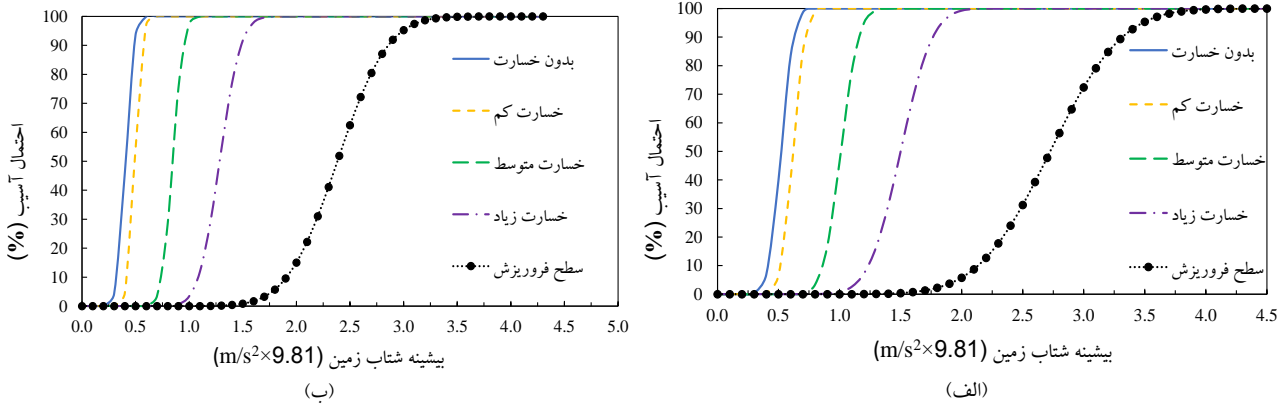 100
90
80
70
60
50
40
30
20
10
0
احتمال آسیب (%)
بدون خسارت
خسارت کم
خسارت متوسط
خسارت زیاد
سطح فروریزش
0.0 0.5 1.0 1.5 2.0 2.5 3.0 3.5 4.0 4.5 5.0
بیشینه شتاب زمین (m/s²×9.81)
(ب)
100
90
80
70
60
50
40
30
20
10
0
احتمال آسیب (%)
بدون خسارت
خسارت کم
خسارت متوسط
خسارت زیاد
سطح فروریزش
0.0 0.5 1.0 1.5 2.0 2.5 3.0 3.5 4.0 4.5
بیشینه شتاب زمین (m/s²×9.81)
(الف)